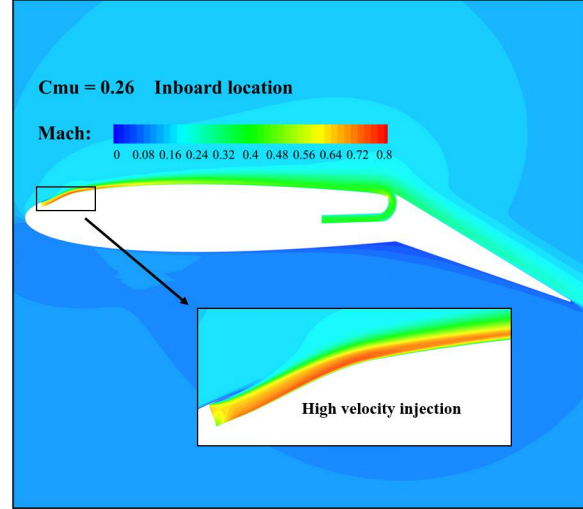 Cmu = 0.26 Inboard location
Mach:
0 0.08 0.16 0.24 0.32 0.4 0.48 0.56 0.64 0.72 0.8
High velocity injection